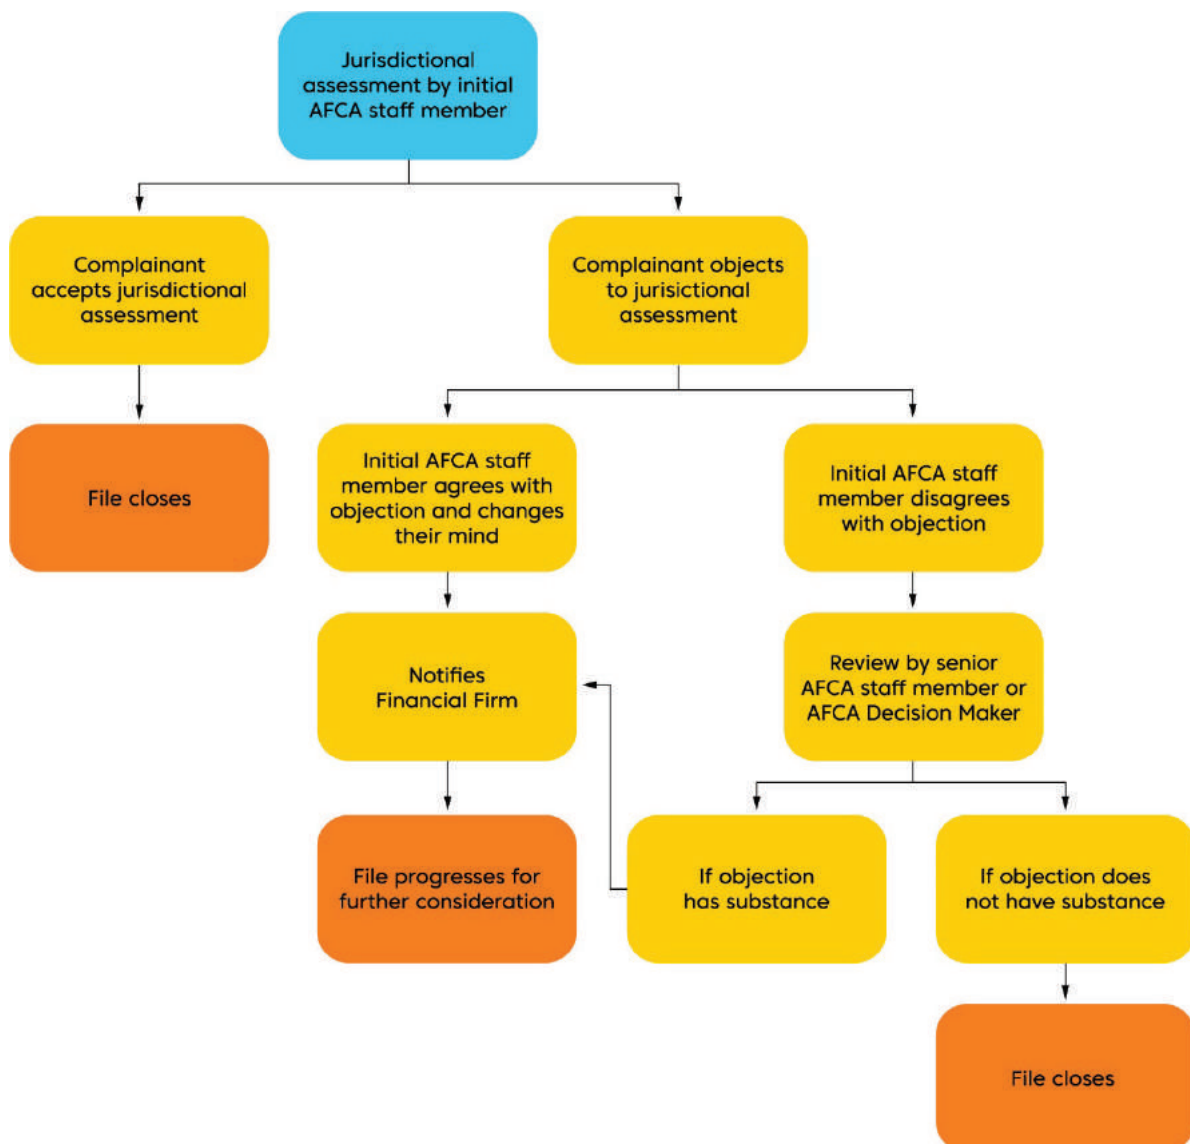 Jurisdictional
assessment by initial
AFCA staff member
Complainant
accepts jurisdictional
assessment
Complainant objects
to jurisictional
assessment
File closes
Initial AFCA staff
member agrees with
objection and changes
their mind
Initial AFCA staff
member disagrees
with objection
Notifies
Financial Firm
Review by senior
AFCA staff member or
AFCA Decision Maker
File progresses for
further consideration
If objection
has substance
If objection does
not have substance
File closes